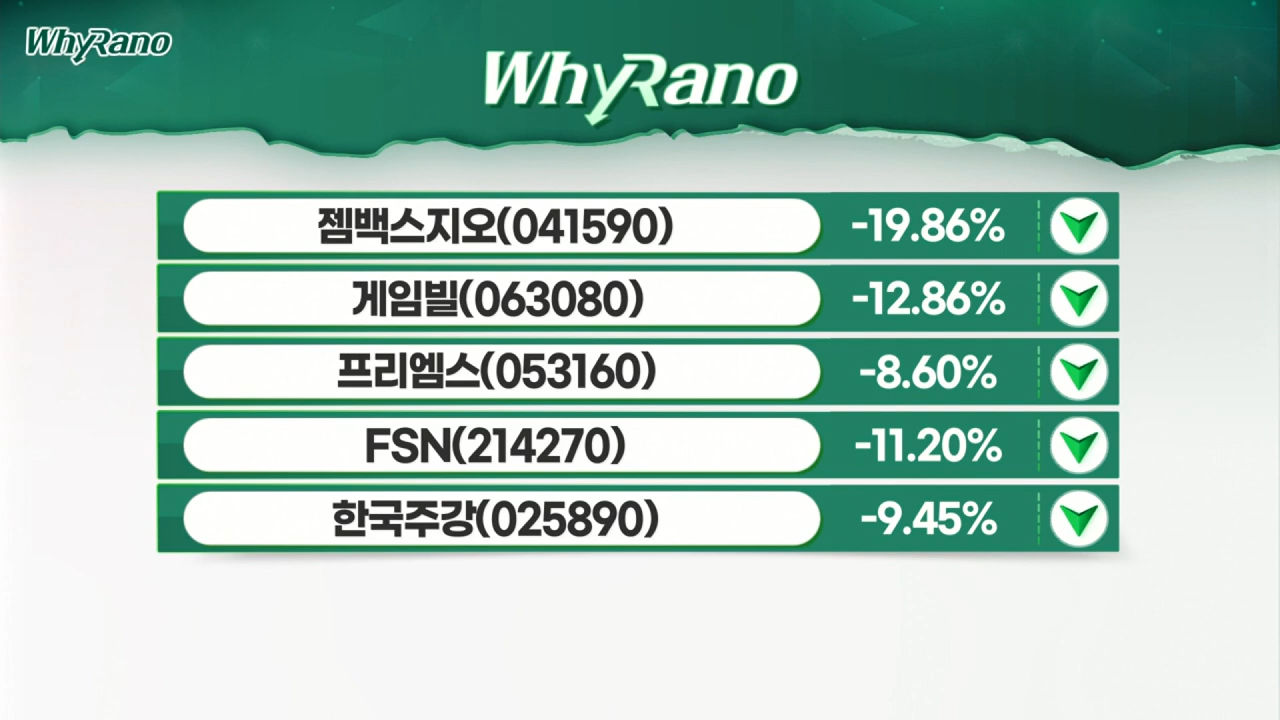 WhyRano
WhyRano
젬백스지오(041590) -19.86%
게임빌(063080) -12.86%
프리엠스(053160) -8.60%
FSN(214270) -11.20%
한국주강(025890) -9.45%